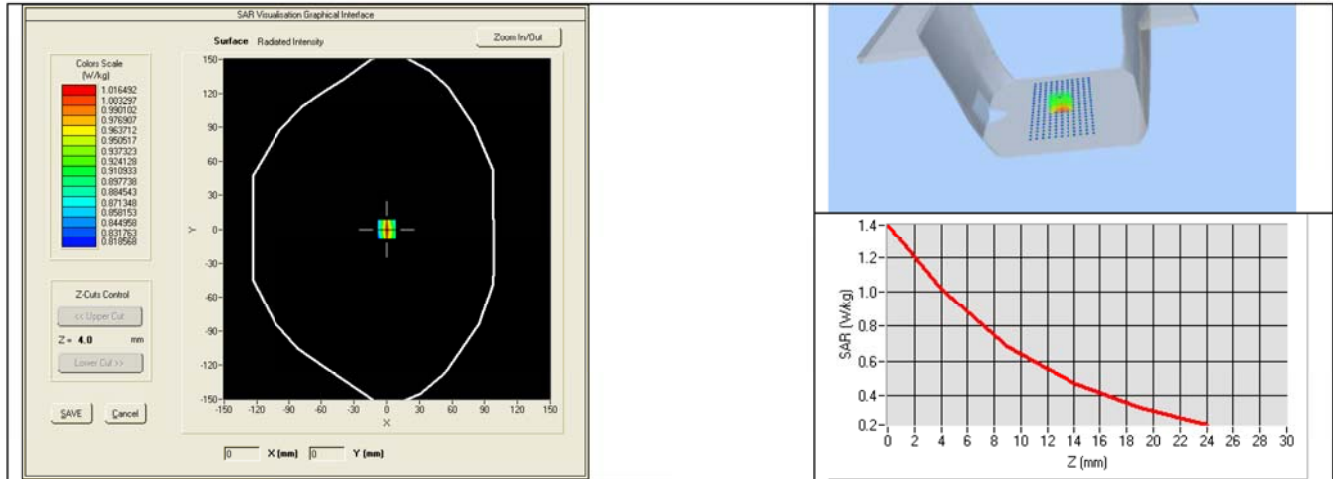 SAR Visualisation Graphical Interface
Surface Radiated Intensity
Zoom In/Out
Colors Scale
(W/kg)
1.016492
1.003297
0.990102
0.976907
0.963712
0.950517
0.937323
0.924128
0.910933
0.897738
0.884543
0.871348
0.858153
0.844958
0.831763
0.818568
Z-Cuts Control
<< Upper Cut
Z = 4.0 mm
Lower Cut >>
SAVE Cancel
150-
120-
90-
60-
30-
0-
-30-
-60-
-90-
-120-
-150-
Y
-150 -120 -90 -60 -30 0 30 60 90 120 150
X
0 X (mm) 0 Y (mm)
1.4-
1.2-
1.0-
0.8-
0.6-
0.4-
0.2-
SAR (W/kg)
0 2 4 6 8 10 12 14 16 18 20 22 24 26 28 30
Z (mm)